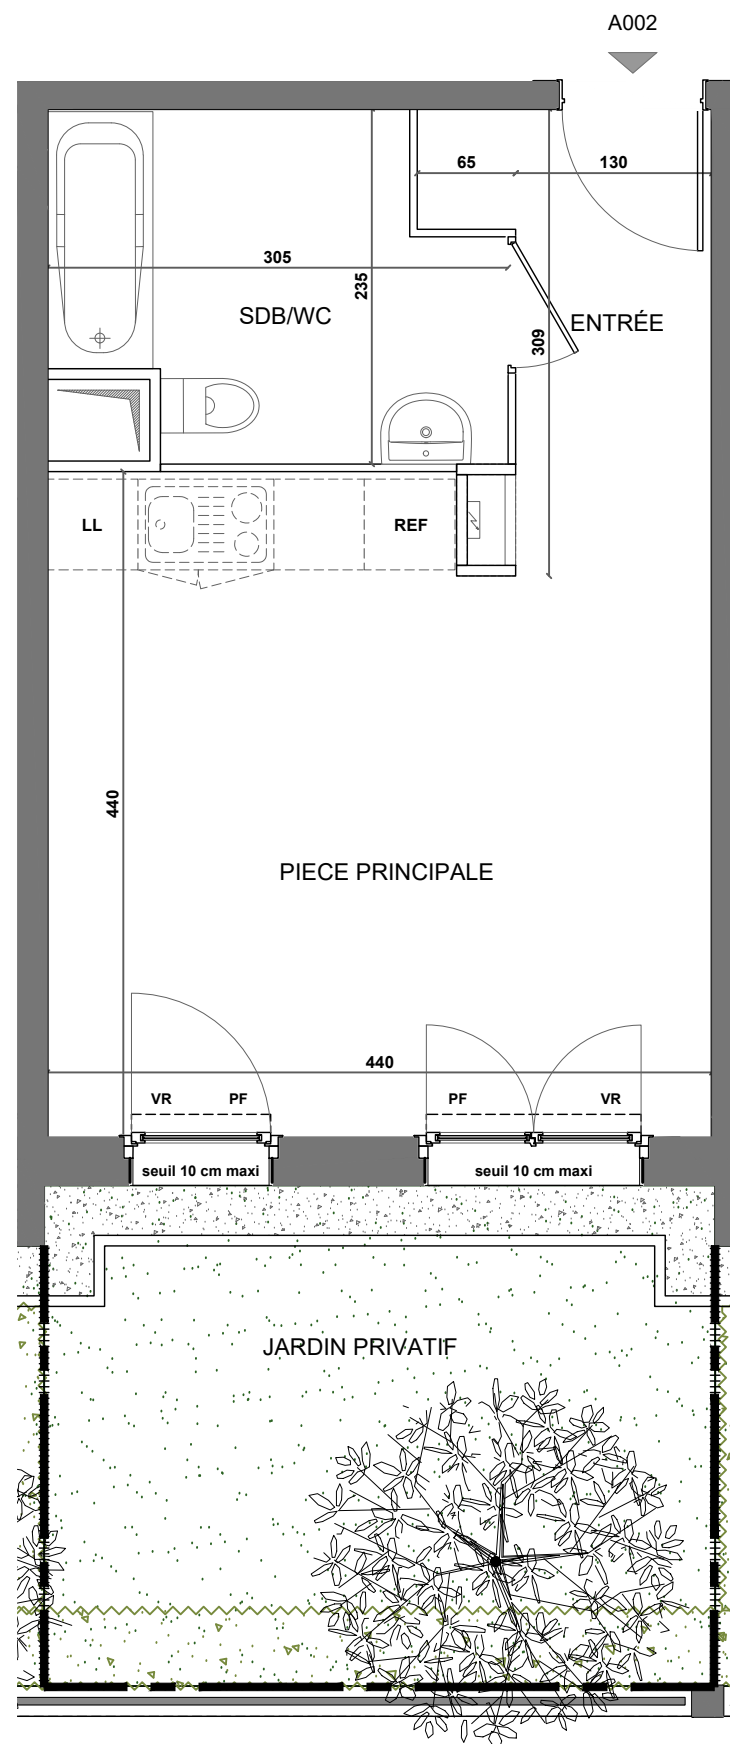 A002
65
130
305
235
SDB/WC
309
ENTRÉE
LL
REF
440
PIECE PRINCIPALE
440
VR
PF
PF
VR
seuil 10 cm maxi
seuil 10 cm maxi
JARDIN PRIVATIF